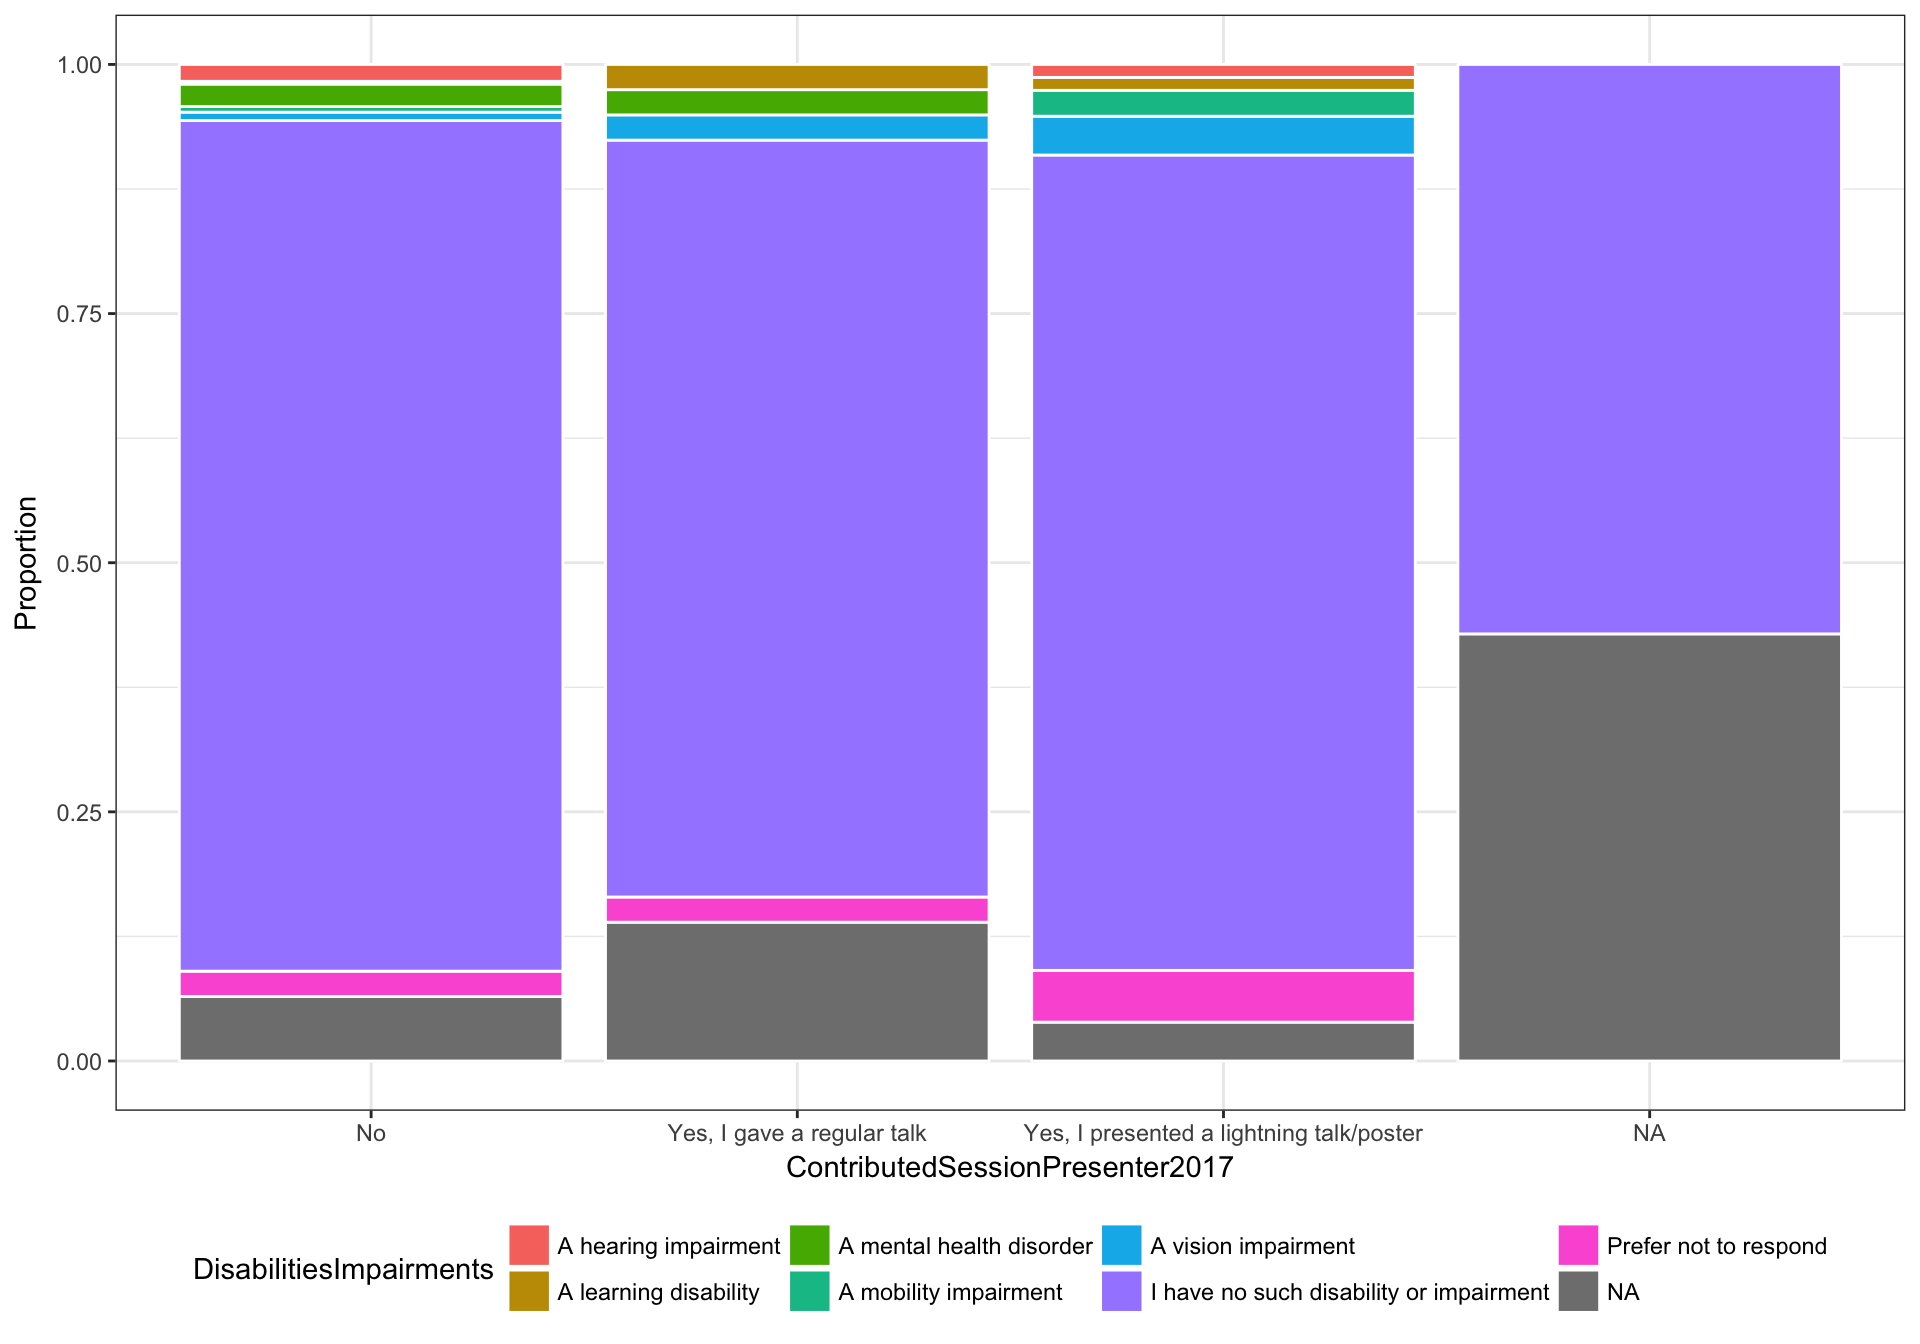 1.00
0.75
0.50
0.25
0.00
Proportion
No
Yes, I gave a regular talk
Yes, I presented a lightning talk/poster
NA
ContributedSessionPresenter2017
DisabilitiesImpairments
A hearing impairment
A learning disability
A mental health disorder
A mobility impairment
A vision impairment
I have no such disability or impairment
Prefer not to respond
NA